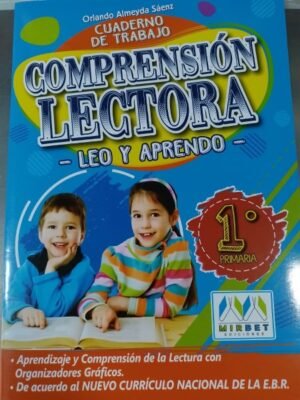 Orlando Almeyda Sáenz
CUADERNO
DE TRABAJO
COMPRENSIÓN
LECTORA
- LEO Y APRENDO -
1°
PRIMARIA
MIRBET
EDICIONES
• Aprendizaje y Comprensión de la Lectura con
Organizadores Gráficos.
• De acuerdo al NUEVO CURRÍCULO NACIONAL DE LA E.B.R.